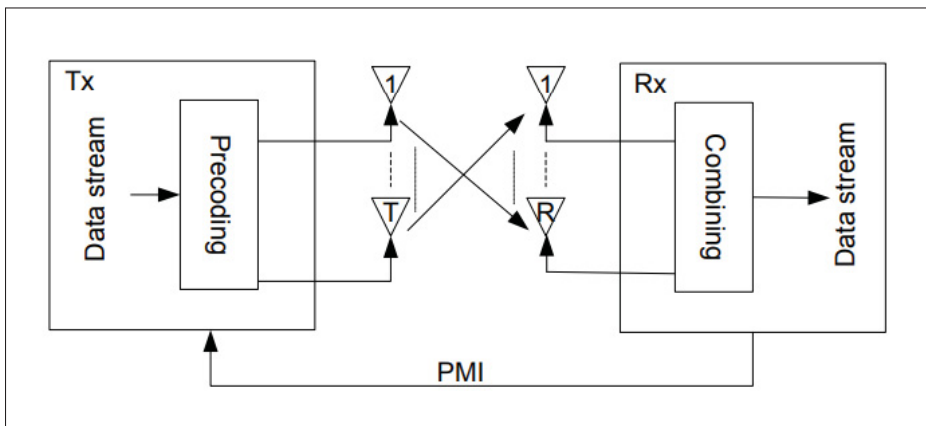 Tx
Data stream
Precoding
1
T
1
R
Rx
Combining
Data stream
PMI